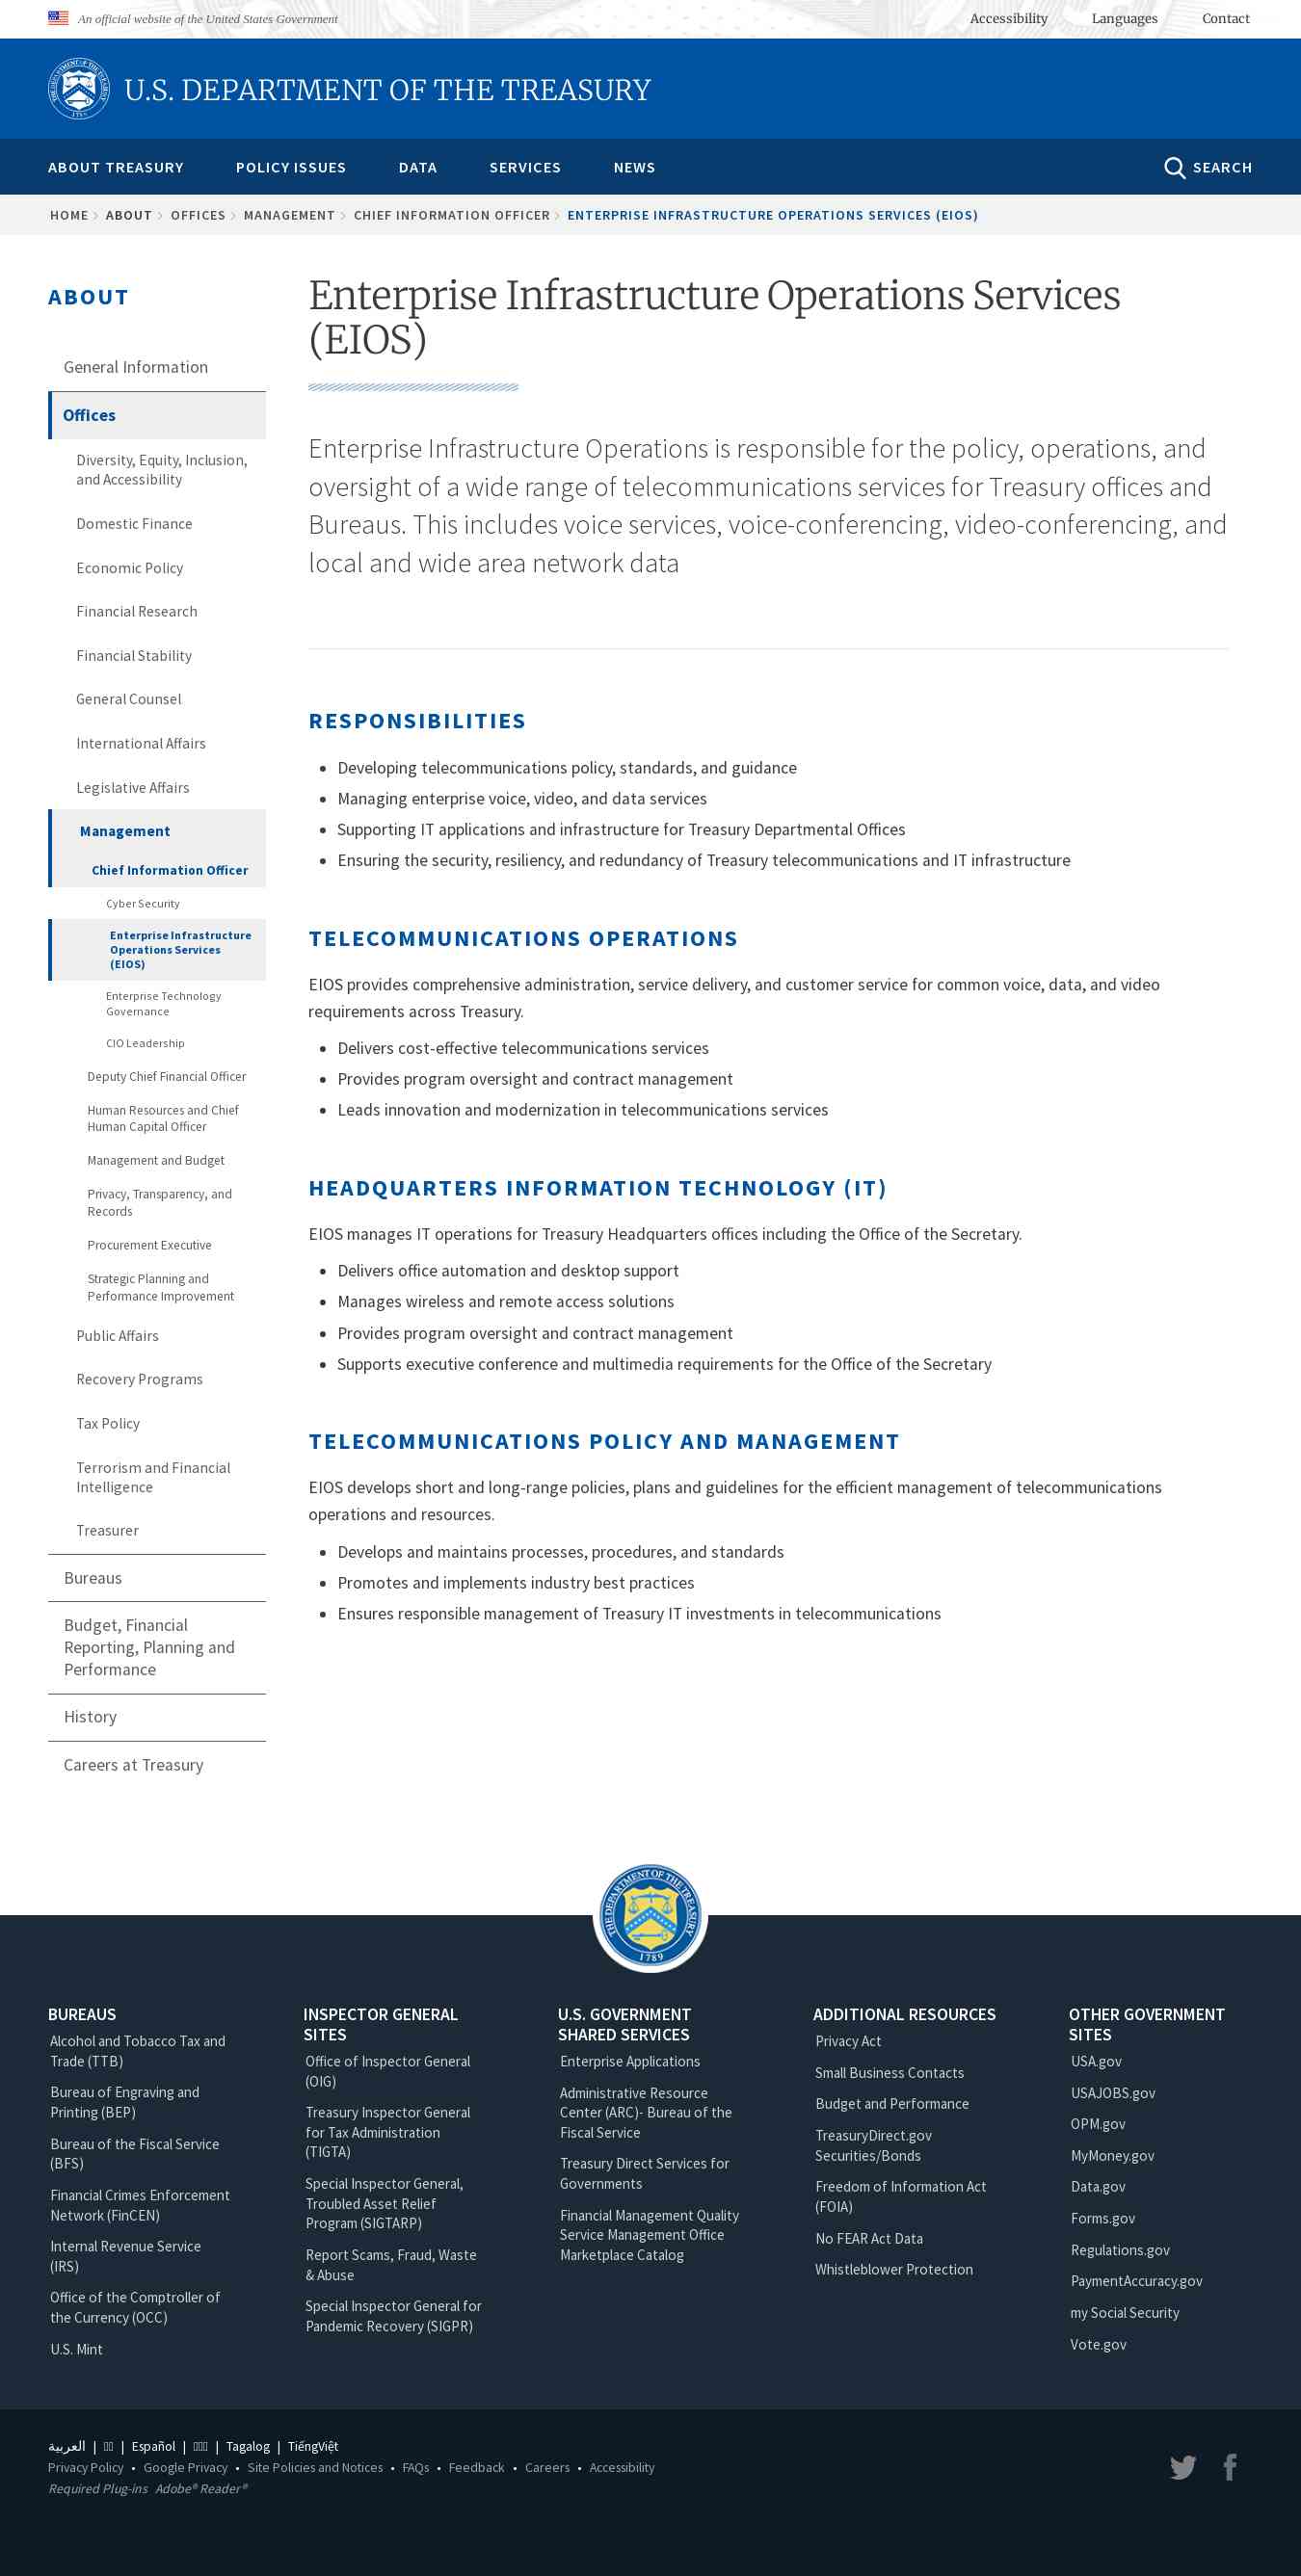 An official website of the United States Government
Accessibility
Languages
Contact
U.S. DEPARTMENT OF THE TREASURY
ABOUT TREASURY
POLICY ISSUES
DATA
SERVICES
NEWS
SEARCH
HOME
ABOUT
OFFICES
MANAGEMENT
CHIEF INFORMATION OFFICER
ENTERPRISE INFRASTRUCTURE OPERATIONS SERVICES (EIOS)
ABOUT
General Information
Offices
Diversity, Equity, Inclusion,
and Accessibility
Domestic Finance
Economic Policy
Financial Research
Financial Stability
General Counsel
International Affairs
Legislative Affairs
Management
Chief Information Officer
Cyber Security
Enterprise Infrastructure
Operations Services
(EIOS)
Enterprise Technology
Governance
CIO Leadership
Deputy Chief Financial Officer
Human Resources and Chief
Human Capital Officer
Management and Budget
Privacy, Transparency, and
Records
Procurement Executive
Strategic Planning and
Performance Improvement
Public Affairs
Recovery Programs
Tax Policy
Terrorism and Financial
Intelligence
Treasurer
Bureaus
Budget, Financial
Reporting, Planning and
Performance
History
Careers at Treasury
Enterprise Infrastructure Operations Services
(EIOS)
Enterprise Infrastructure Operations is responsible for the policy, operations, and
oversight of a wide range of telecommunications services for Treasury offices and
Bureaus. This includes voice services, voice-conferencing, video-conferencing, and
local and wide area network data
RESPONSIBILITIES
• Developing telecommunications policy, standards, and guidance
• Managing enterprise voice, video, and data services
• Supporting IT applications and infrastructure for Treasury Departmental Offices
• Ensuring the security, resiliency, and redundancy of Treasury telecommunications and IT infrastructure
TELECOMMUNICATIONS OPERATIONS
EIOS provides comprehensive administration, service delivery, and customer service for common voice, data, and video
requirements across Treasury.
• Delivers cost-effective telecommunications services
• Provides program oversight and contract management
• Leads innovation and modernization in telecommunications services
HEADQUARTERS INFORMATION TECHNOLOGY (IT)
EIOS manages IT operations for Treasury Headquarters offices including the Office of the Secretary.
• Delivers office automation and desktop support
• Manages wireless and remote access solutions
• Provides program oversight and contract management
• Supports executive conference and multimedia requirements for the Office of the Secretary
TELECOMMUNICATIONS POLICY AND MANAGEMENT
EIOS develops short and long-range policies, plans and guidelines for the efficient management of telecommunications
operations and resources.
• Develops and maintains processes, procedures, and standards
• Promotes and implements industry best practices
• Ensures responsible management of Treasury IT investments in telecommunications
THE DEPARTMENT OF THE TREASURY
1789
BUREAUS
Alcohol and Tobacco Tax and
Trade (TTB)
Bureau of Engraving and
Printing (BEP)
Bureau of the Fiscal Service
(BFS)
Financial Crimes Enforcement
Network (FinCEN)
Internal Revenue Service
(IRS)
Office of the Comptroller of
the Currency (OCC)
U.S. Mint
INSPECTOR GENERAL
SITES
Office of Inspector General
(OIG)
Treasury Inspector General
for Tax Administration
(TIGTA)
Special Inspector General,
Troubled Asset Relief
Program (SIGTARP)
Report Scams, Fraud, Waste
& Abuse
Special Inspector General for
Pandemic Recovery (SIGPR)
U.S. GOVERNMENT
SHARED SERVICES
Enterprise Applications
Administrative Resource
Center (ARC)- Bureau of the
Fiscal Service
Treasury Direct Services for
Governments
Financial Management Quality
Service Management Office
Marketplace Catalog
ADDITIONAL RESOURCES
Privacy Act
Small Business Contacts
Budget and Performance
TreasuryDirect.gov
Securities/Bonds
Freedom of Information Act
(FOIA)
No FEAR Act Data
Whistleblower Protection
OTHER GOVERNMENT
SITES
USA.gov
USAJOBS.gov
OPM.gov
MyMoney.gov
Data.gov
Forms.gov
Regulations.gov
PaymentAccuracy.gov
my Social Security
Vote.gov
العربية | | Español | | Tagalog | TiếngViệt
Privacy Policy • Google Privacy • Site Policies and Notices • FAQs • Feedback • Careers • Accessibility
Required Plug-ins Adobe® Reader®